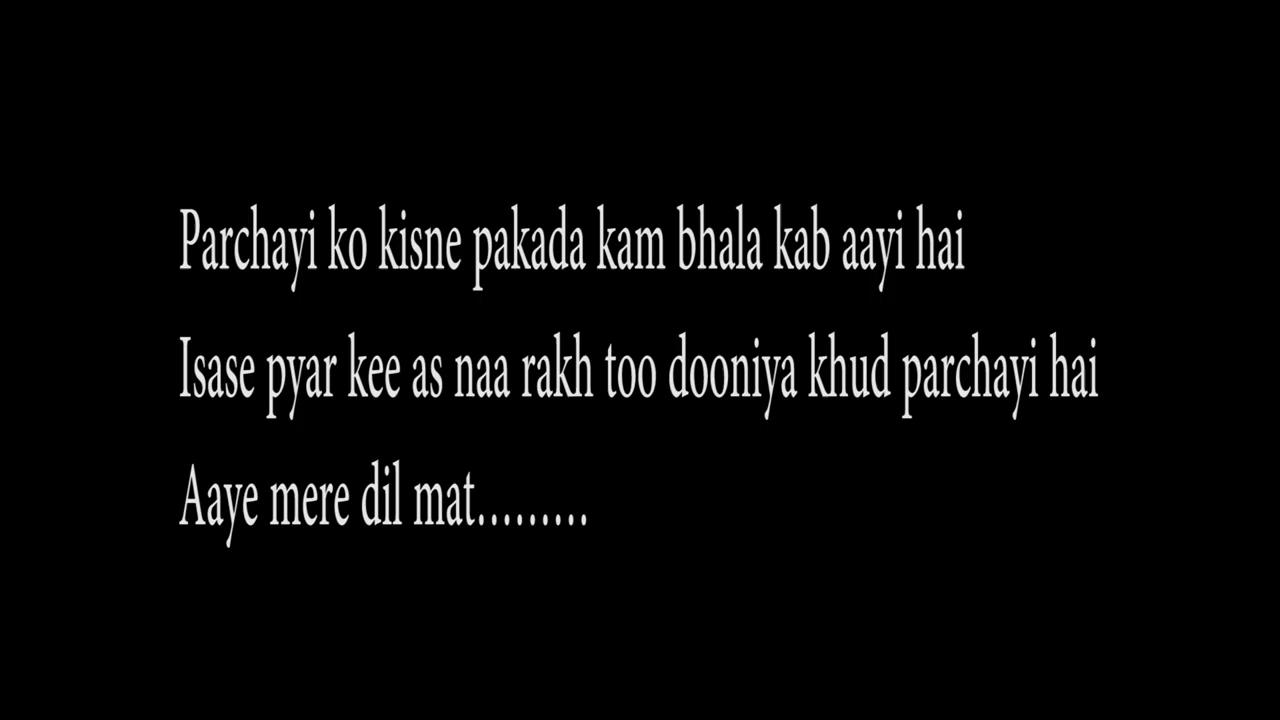 Parchayi ko kisne pakada kam bhala kab aayi hai
Isase pyar kee as naa rakh too dooniya khud parchayi hai
Aaye mere dil mat.........